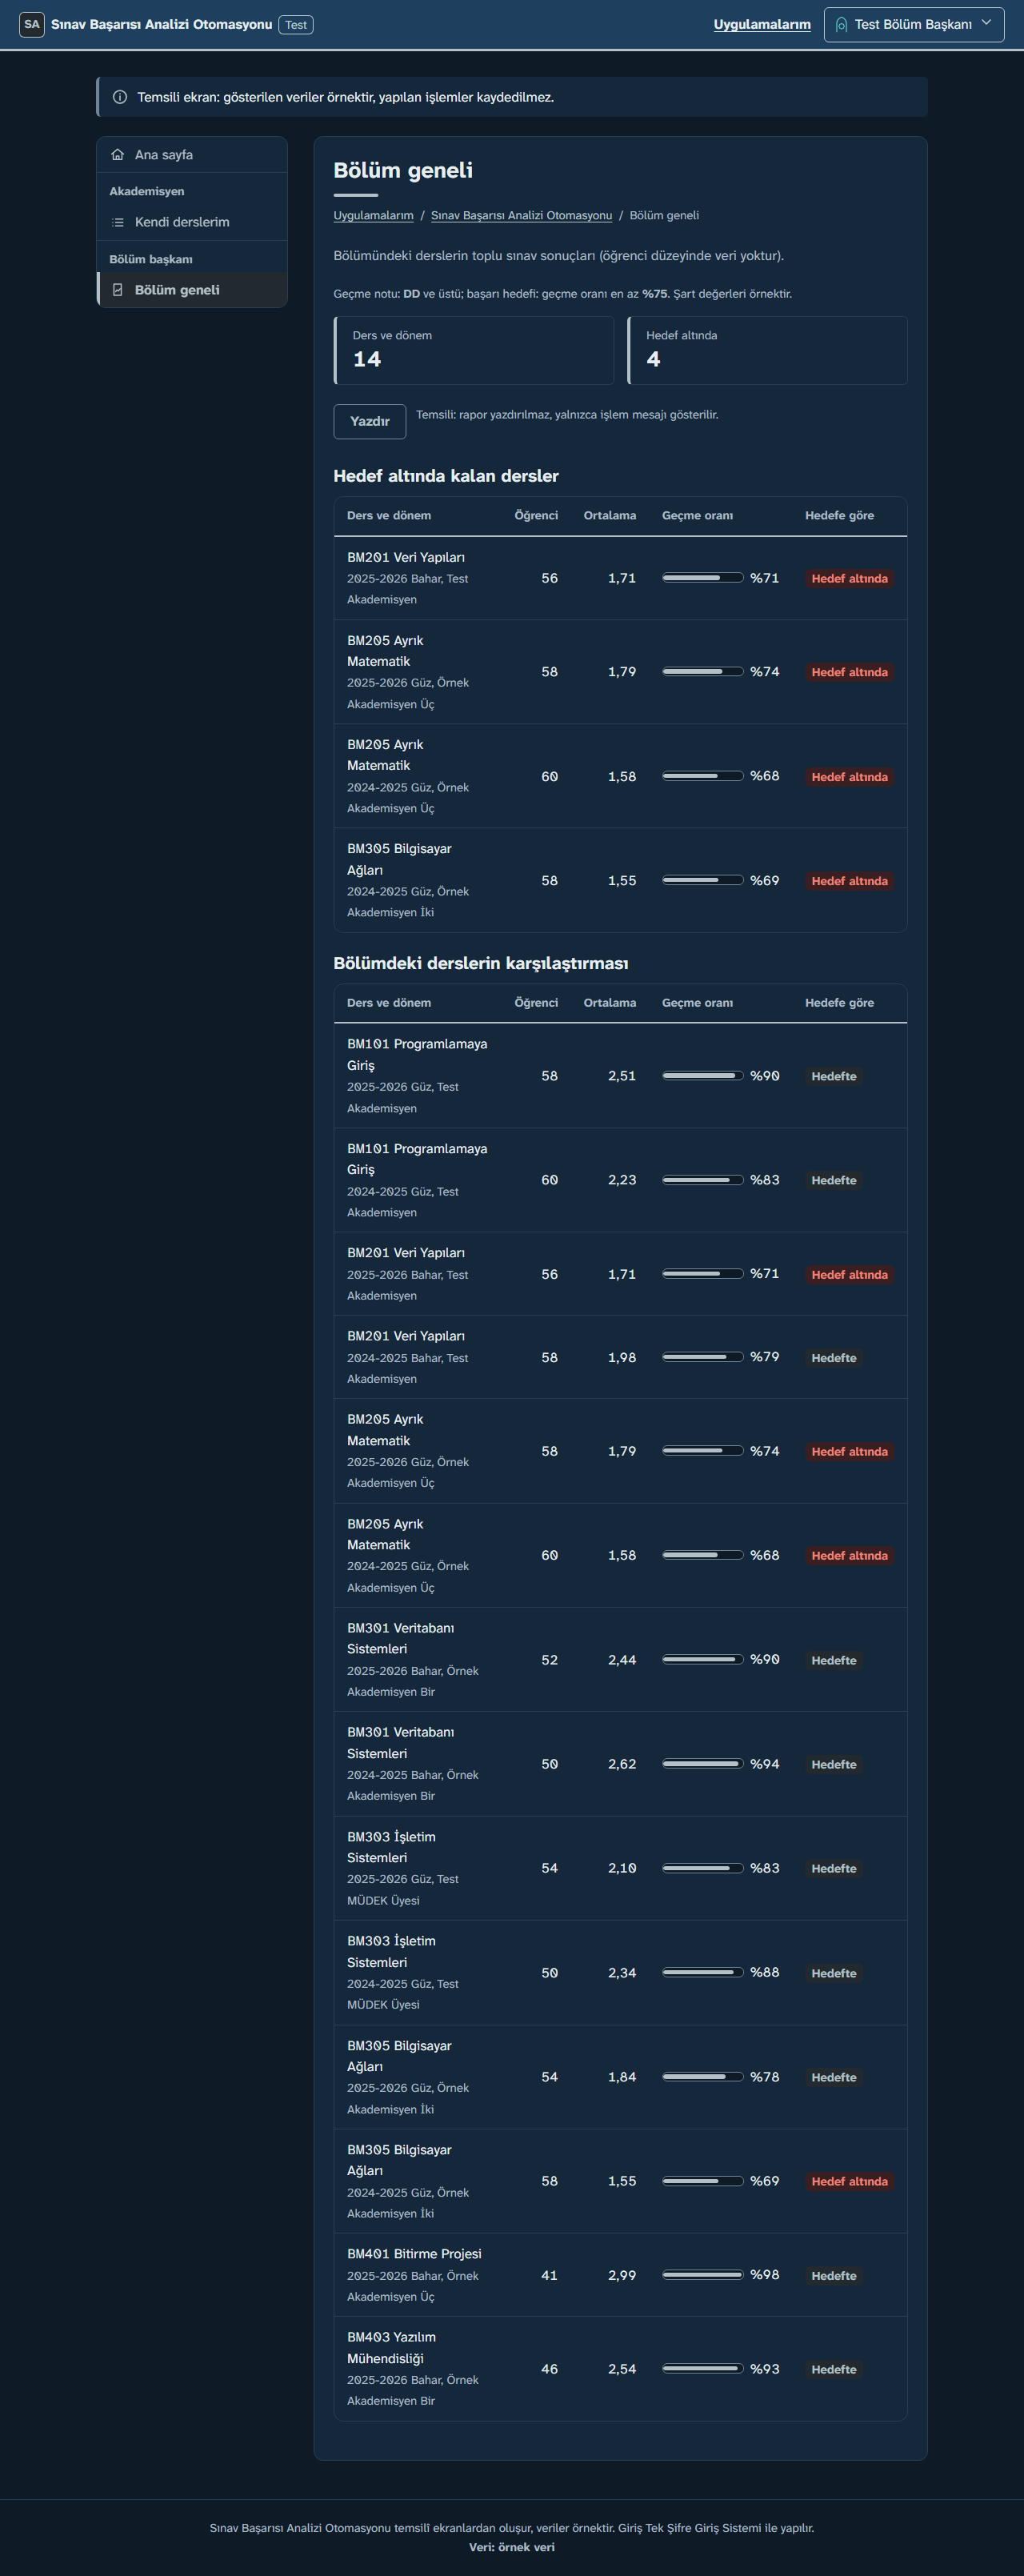 SA Sınav Başarısı Analizi Otomasyonu Test
Uygulamalarım
Test Bölüm Başkanı
Temsili ekran: gösterilen veriler örnektir, yapılan işlemler kaydedilmez.
Ana sayfa
Akademisyen
Kendi derslerim
Bölüm başkanı
Bölüm geneli
Bölüm geneli
Uygulamalarım / Sınav Başarısı Analizi Otomasyonu / Bölüm geneli
Bölümündeki derslerin toplu sınav sonuçları (öğrenci düzeyinde veri yoktur).
Geçme notu: DD ve üstü; başarı hedefi: geçme oranı en az %75. Şart değerleri örnektir.
Ders ve dönem
14
Hedef altında
4
Yazdır
Temsili: rapor yazdırılmaz, yalnızca işlem mesajı gösterilir.
Hedef altında kalan dersler
Ders ve dönem Öğrenci Ortalama Geçme oranı Hedefe göre
BM201 Veri Yapıları
2025-2026 Bahar, Test
Akademisyen
56 1,71 %71 Hedef altında
BM205 Ayrık
Matematik
2025-2026 Güz, Örnek
Akademisyen Üç
58 1,79 %74 Hedef altında
BM205 Ayrık
Matematik
2024-2025 Güz, Örnek
Akademisyen Üç
60 1,58 %68 Hedef altında
BM305 Bilgisayar
Ağları
2024-2025 Güz, Örnek
Akademisyen İki
58 1,55 %69 Hedef altında
Bölümdeki derslerin karşılaştırması
Ders ve dönem Öğrenci Ortalama Geçme oranı Hedefe göre
BM101 Programlamaya
Giriş
2025-2026 Güz, Test
Akademisyen
58 2,51 %90 Hedefte
BM101 Programlamaya
Giriş
2024-2025 Güz, Test
Akademisyen
60 2,23 %83 Hedefte
BM201 Veri Yapıları
2025-2026 Bahar, Test
Akademisyen
56 1,71 %71 Hedef altında
BM201 Veri Yapıları
2024-2025 Bahar, Test
Akademisyen
58 1,98 %79 Hedefte
BM205 Ayrık
Matematik
2025-2026 Güz, Örnek
Akademisyen Üç
58 1,79 %74 Hedef altında
BM205 Ayrık
Matematik
2024-2025 Güz, Örnek
Akademisyen Üç
60 1,58 %68 Hedef altında
BM301 Veritabanı
Sistemleri
2025-2026 Bahar, Örnek
Akademisyen Bir
52 2,44 %90 Hedefte
BM301 Veritabanı
Sistemleri
2024-2025 Bahar, Örnek
Akademisyen Bir
50 2,62 %94 Hedefte
BM303 İşletim
Sistemleri
2025-2026 Güz, Test
MÜDEK Üyesi
54 2,10 %83 Hedefte
BM303 İşletim
Sistemleri
2024-2025 Güz, Test
MÜDEK Üyesi
50 2,34 %88 Hedefte
BM305 Bilgisayar
Ağları
2025-2026 Güz, Örnek
Akademisyen İki
54 1,84 %78 Hedefte
BM305 Bilgisayar
Ağları
2024-2025 Güz, Örnek
Akademisyen İki
58 1,55 %69 Hedef altında
BM401 Bitirme Projesi
2025-2026 Bahar, Örnek
Akademisyen Üç
41 2,99 %98 Hedefte
BM403 Yazılım
Mühendisliği
2025-2026 Bahar, Örnek
Akademisyen Bir
46 2,54 %93 Hedefte
Sınav Başarısı Analizi Otomasyonu temsilî ekranlardan oluşur, veriler örnektir. Giriş Tek Şifre Giriş Sistemi ile yapılır.
Veri: örnek veri